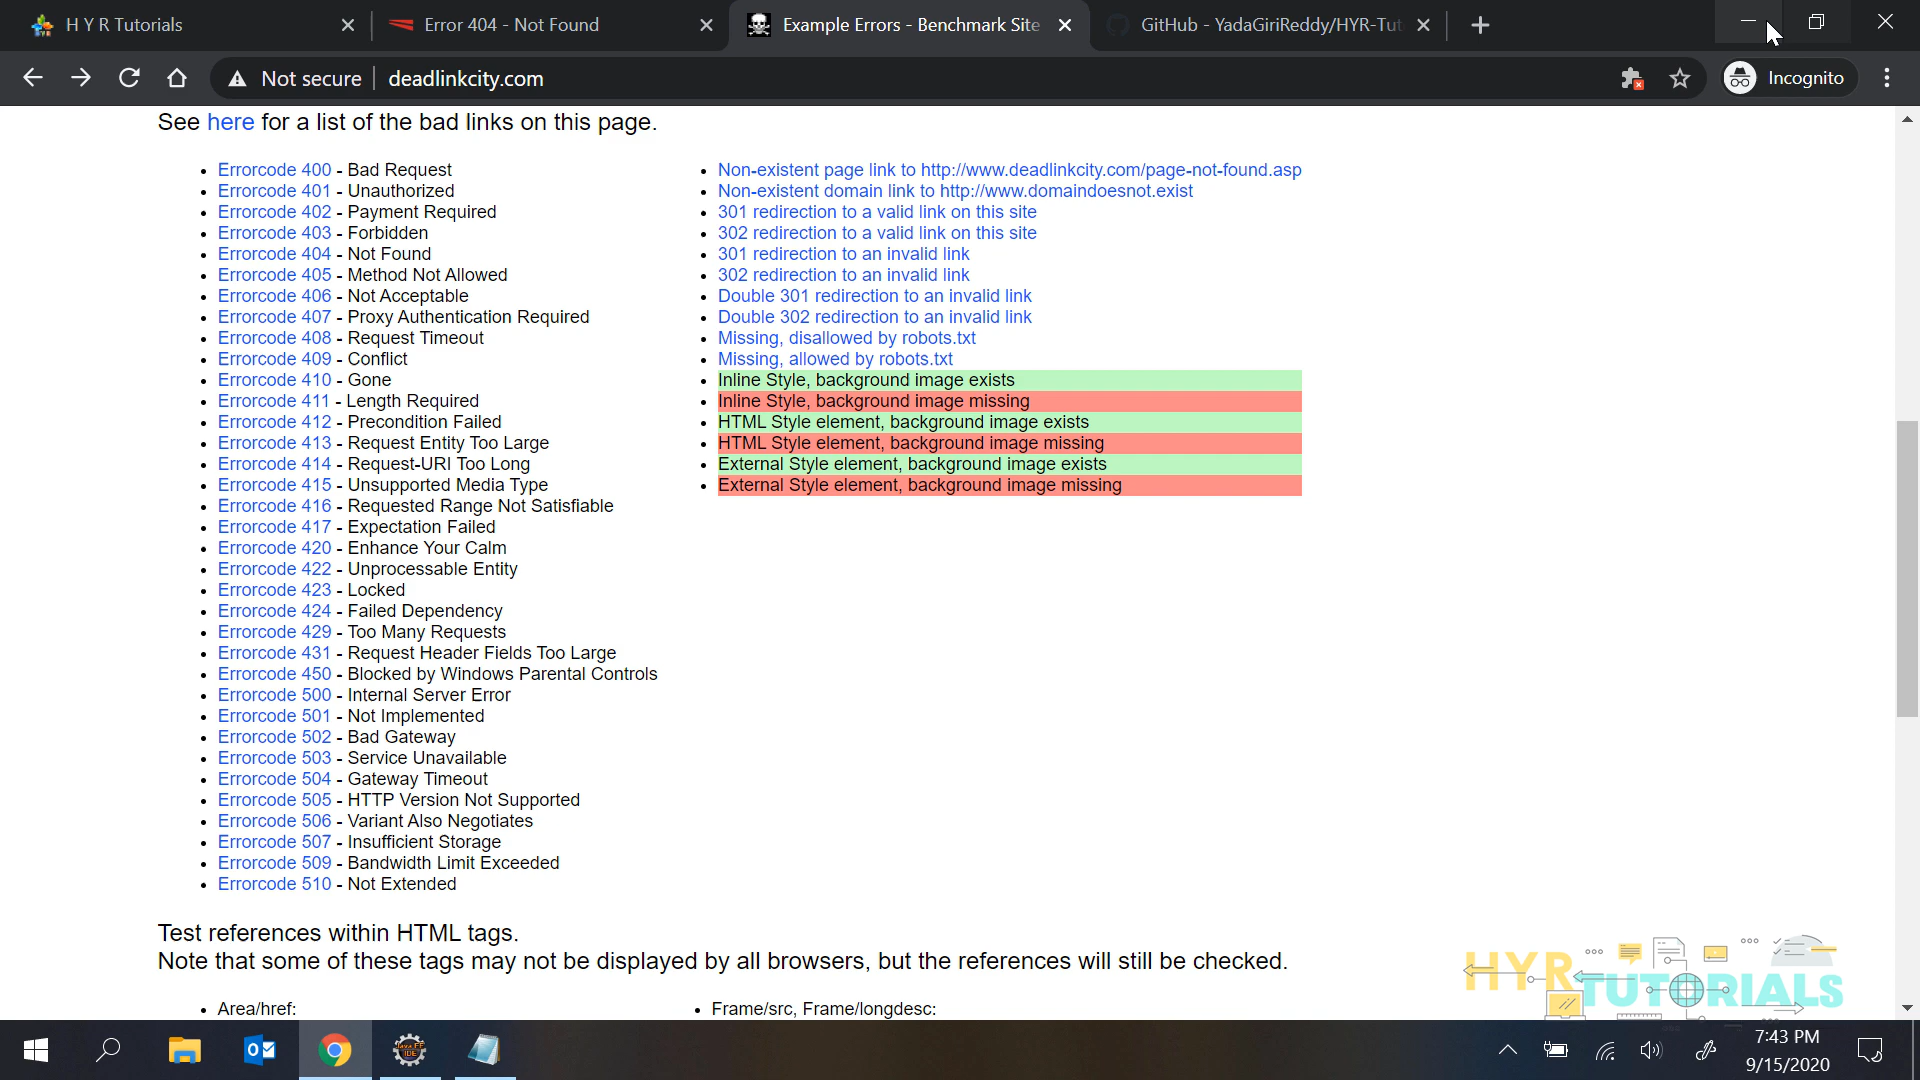 H Y R Tutorials
Error 404 - Not Found
Example Errors - Benchmark Site
GitHub - YadaGiriReddy/HYR-Tut
Not secure
deadlinkcity.com
Incognito
See here for a list of the bad links on this page.
Errorcode 400 - Bad Request
Errorcode 401 - Unauthorized
Errorcode 402 - Payment Required
Errorcode 403 - Forbidden
Errorcode 404 - Not Found
Errorcode 405 - Method Not Allowed
Errorcode 406 - Not Acceptable
Errorcode 407 - Proxy Authentication Required
Errorcode 408 - Request Timeout
Errorcode 409 - Conflict
Errorcode 410 - Gone
Errorcode 411 - Length Required
Errorcode 412 - Precondition Failed
Errorcode 413 - Request Entity Too Large
Errorcode 414 - Request-URI Too Long
Errorcode 415 - Unsupported Media Type
Errorcode 416 - Requested Range Not Satisfiable
Errorcode 417 - Expectation Failed
Errorcode 420 - Enhance Your Calm
Errorcode 422 - Unprocessable Entity
Errorcode 423 - Locked
Errorcode 424 - Failed Dependency
Errorcode 429 - Too Many Requests
Errorcode 431 - Request Header Fields Too Large
Errorcode 450 - Blocked by Windows Parental Controls
Errorcode 500 - Internal Server Error
Errorcode 501 - Not Implemented
Errorcode 502 - Bad Gateway
Errorcode 503 - Service Unavailable
Errorcode 504 - Gateway Timeout
Errorcode 505 - HTTP Version Not Supported
Errorcode 506 - Variant Also Negotiates
Errorcode 507 - Insufficient Storage
Errorcode 509 - Bandwidth Limit Exceeded
Errorcode 510 - Not Extended
Non-existent page link to http://www.deadlinkcity.com/page-not-found.asp
Non-existent domain link to http://www.domaindoesnot.exist
301 redirection to a valid link on this site
302 redirection to a valid link on this site
301 redirection to an invalid link
302 redirection to an invalid link
Double 301 redirection to an invalid link
Double 302 redirection to an invalid link
Missing, disallowed by robots.txt
Missing, allowed by robots.txt
Inline Style, background image exists
Inline Style, background image missing
HTML Style element, background image exists
HTML Style element, background image missing
External Style element, background image exists
External Style element, background image missing
Test references within HTML tags.
Note that some of these tags may not be displayed by all browsers, but the references will still be checked.
Area/href:
Frame/src, Frame/longdesc:
HYR TUTORIALS
Java EE
IDE
7:43 PM
9/15/2020